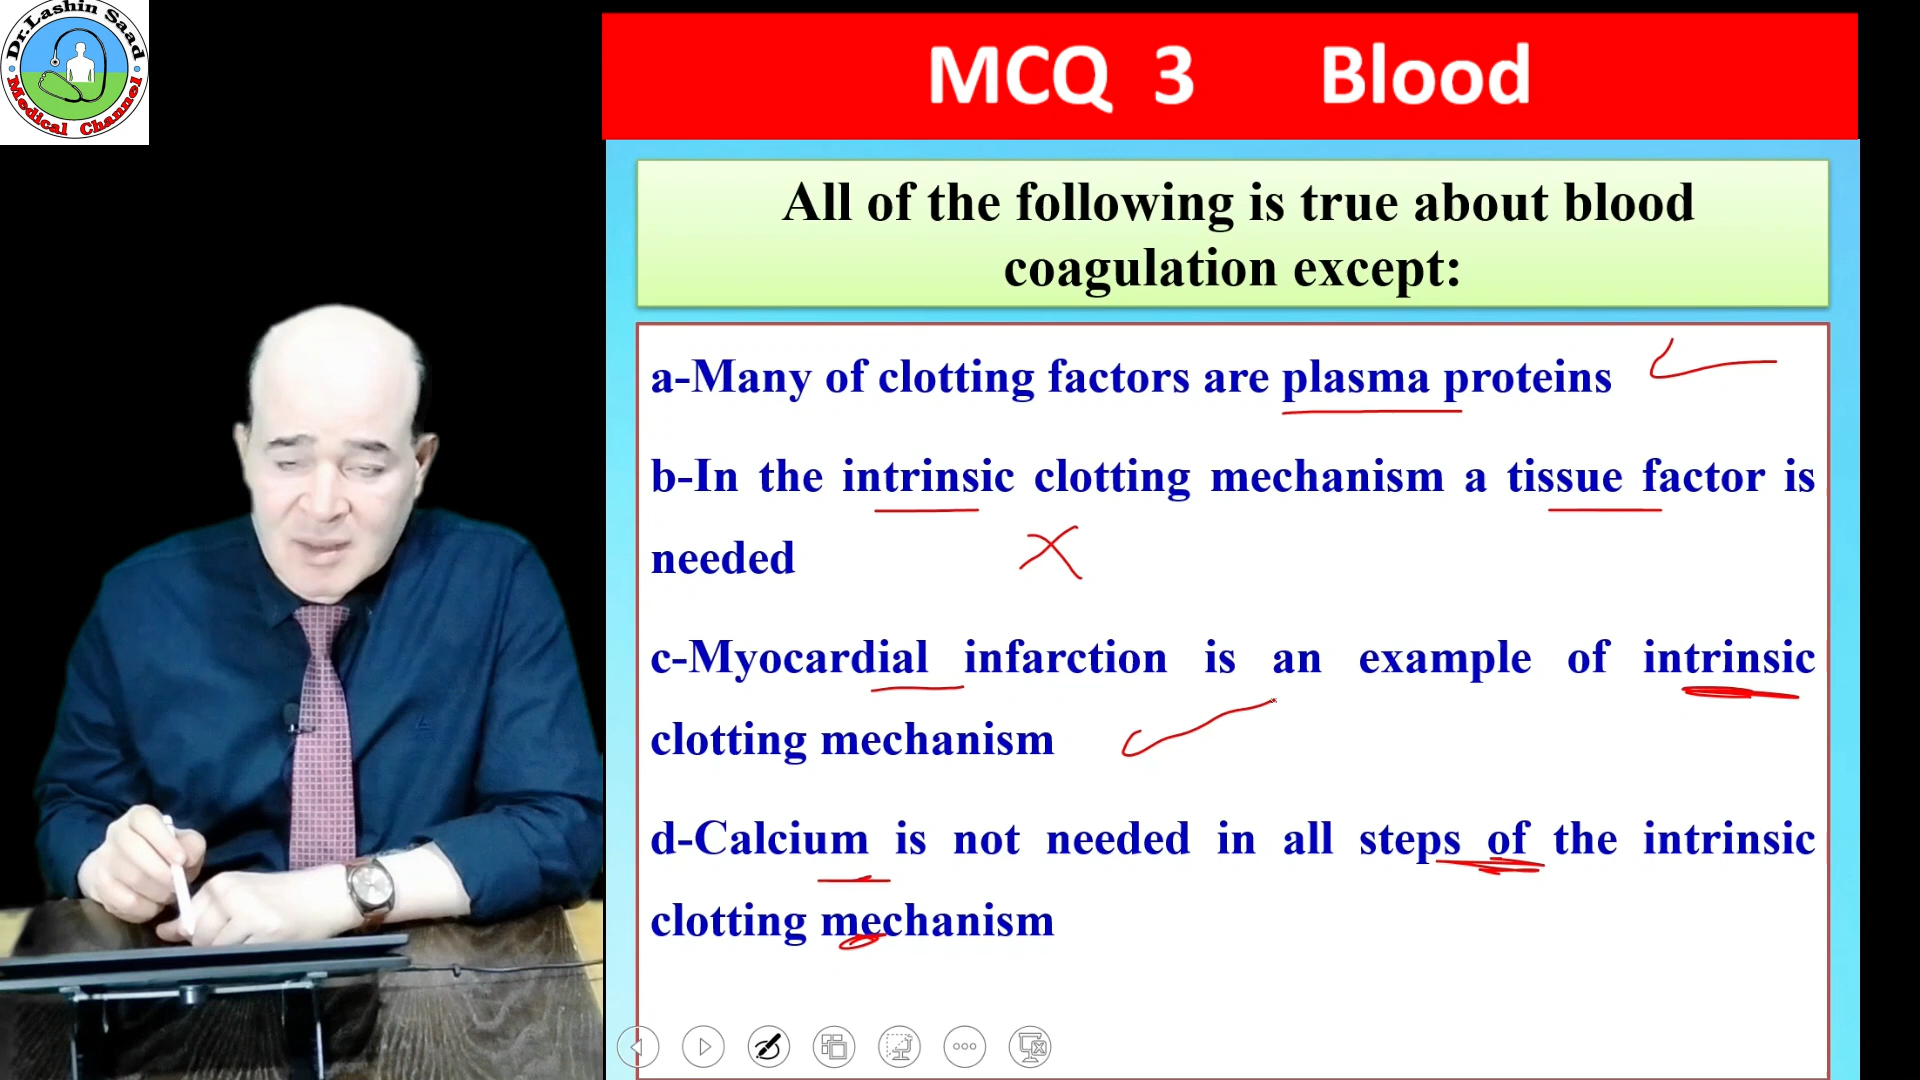 Dr.Lashin Saad
Medical Channel
MCQ 3 Blood
All of the following is true about blood
coagulation except:
a-Many of clotting factors are plasma proteins
b-In the intrinsic clotting mechanism a tissue factor is
needed
c-Myocardial infarction is an example of intrinsic
clotting mechanism
d-Calcium is not needed in all steps of the intrinsic
clotting mechanism